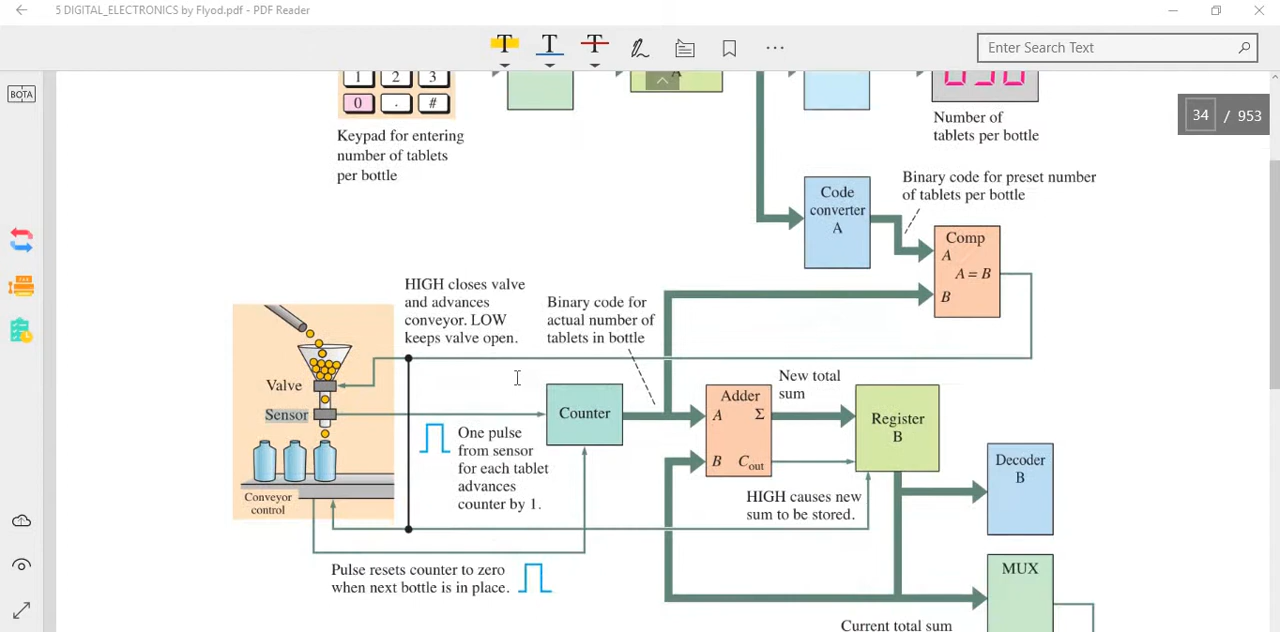 5 DIGITAL_ELECTRONICS by Flyod.pdf - PDF Reader
T T T
Enter Search Text
BOTA
34 / 953
1 2 3
0 . #
A
030
Keypad for entering
number of tablets
per bottle
Number of
tablets per bottle
Code
converter
A
Binary code for preset number
of tablets per bottle
Comp
A
A = B
B
HIGH closes valve
and advances
conveyor. LOW
keeps valve open.
Binary code for
actual number of
tablets in bottle
Valve
Sensor
Conveyor
control
Counter
One pulse
from sensor
for each tablet
advances
counter by 1.
Adder
A Σ
B Cout
New total
sum
Register
B
HIGH causes new
sum to be stored.
Decoder
B
MUX
Pulse resets counter to zero
when next bottle is in place.
Current total sum